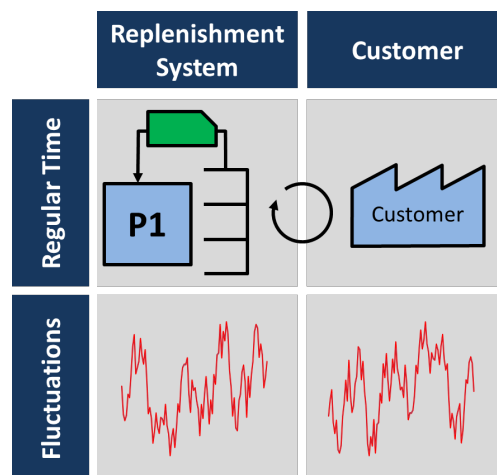 Replenishment
System
Customer
Regular Time
P1
Customer
Fluctuations